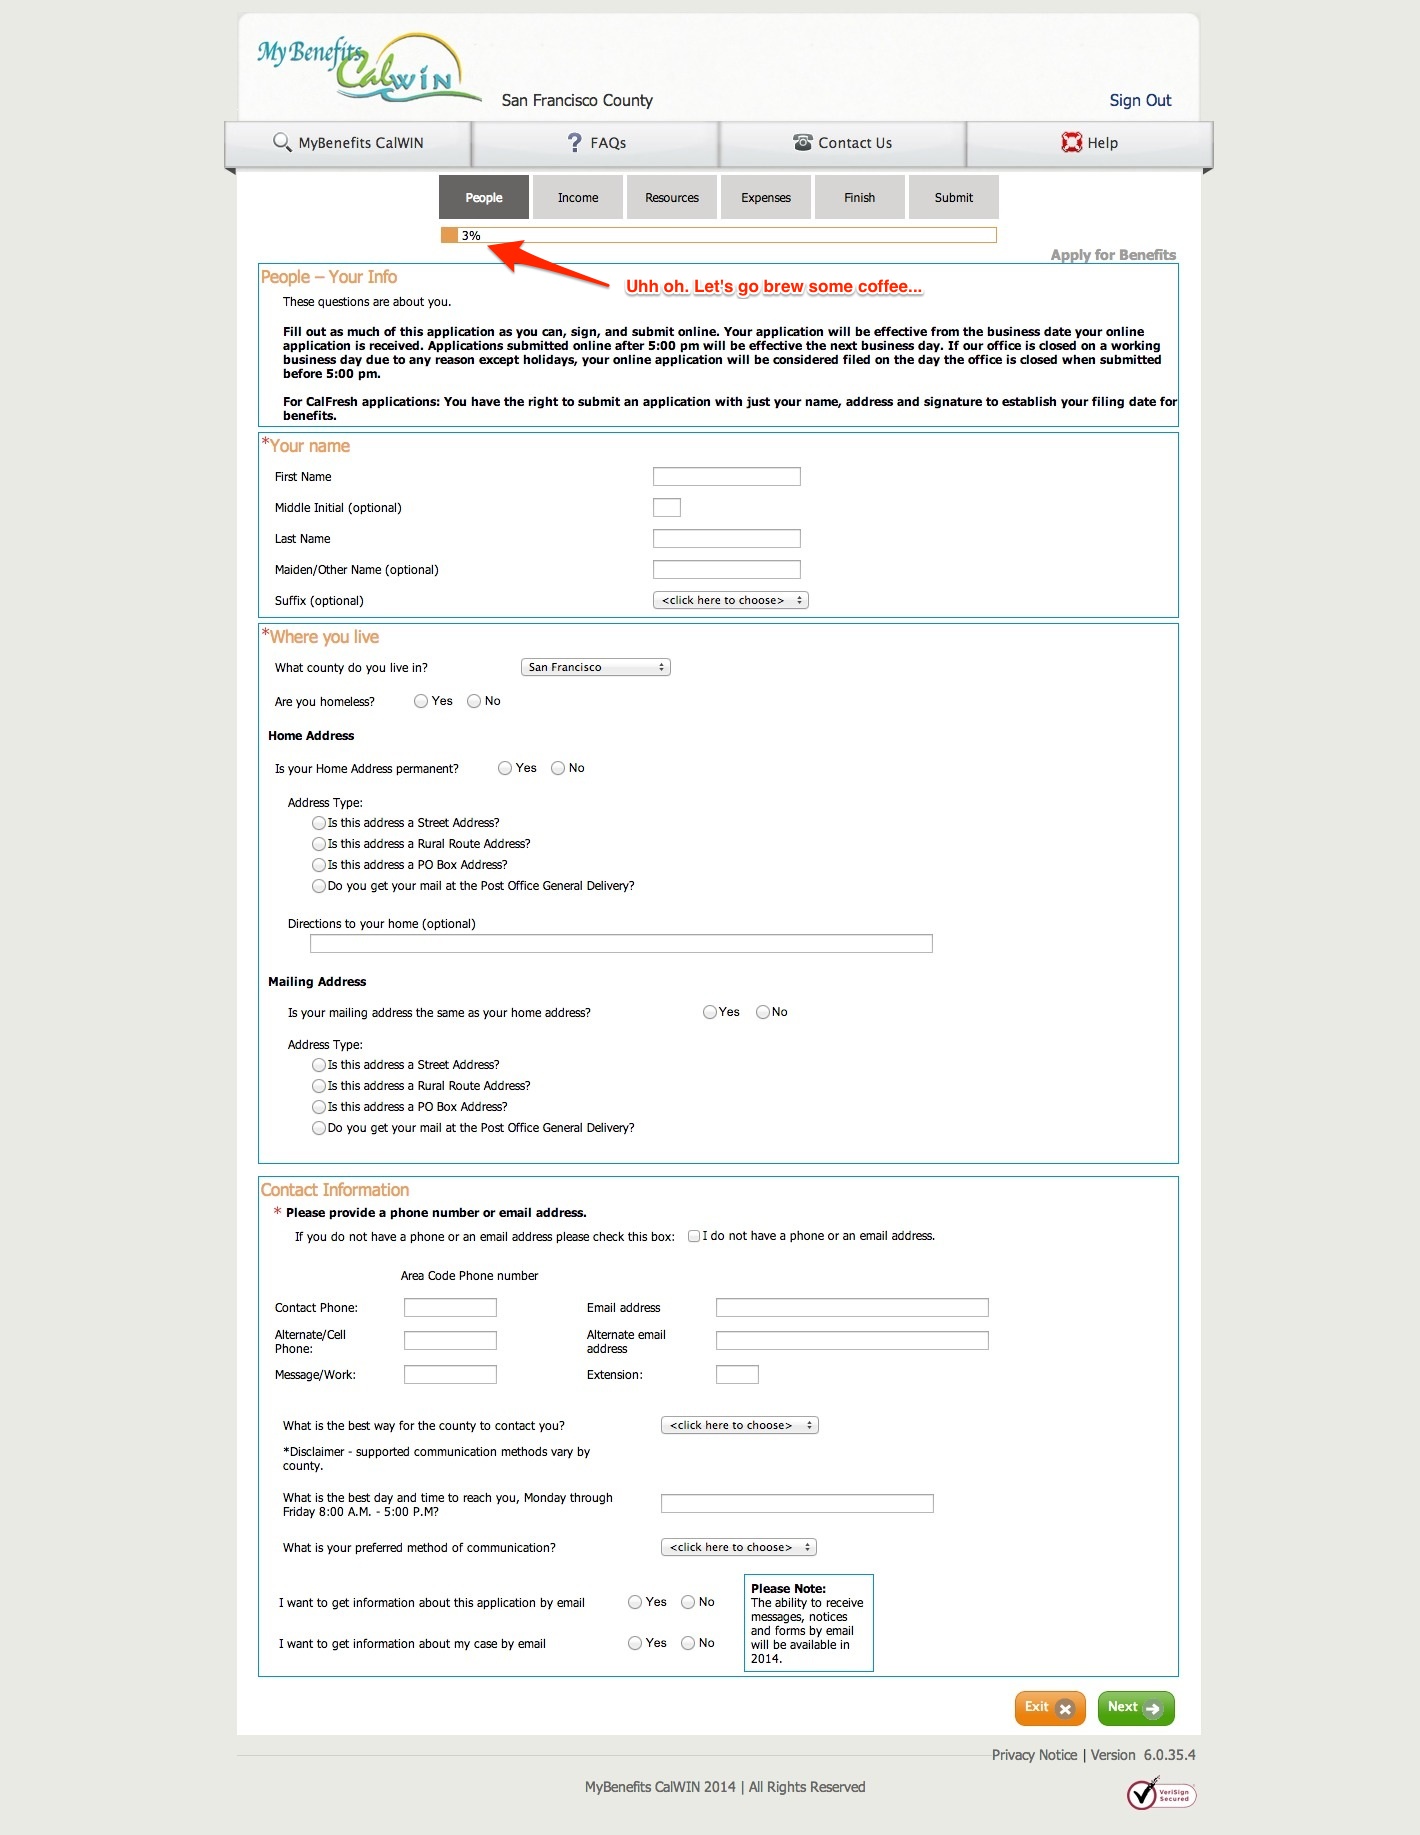 My Benefits CalWIN
San Francisco County
Sign Out
MyBenefits CalWIN
? FAQs
Contact Us
Help
People
Income
Resources
Expenses
Finish
Submit
3%
Apply for Benefits
People – Your Info
Uhh oh. Let's go brew some coffee...
These questions are about you.
Fill out as much of this application as you can, sign, and submit online. Your application will be effective from the business date your online
application is received. Applications submitted online after 5:00 pm will be effective the next business day. If our office is closed on a working
business day due to any reason except holidays, your online application will be considered filed on the day the office is closed when submitted
before 5:00 pm.
For CalFresh applications: You have the right to submit an application with just your name, address and signature to establish your filing date for
benefits.
*Your name
First Name
Middle Initial (optional)
Last Name
Maiden/Other Name (optional)
Suffix (optional) <click here to choose>
*Where you live
What county do you live in? San Francisco
Are you homeless? Yes No
Home Address
Is your Home Address permanent? Yes No
Address Type:
Is this address a Street Address?
Is this address a Rural Route Address?
Is this address a PO Box Address?
Do you get your mail at the Post Office General Delivery?
Directions to your home (optional)
Mailing Address
Is your mailing address the same as your home address? Yes No
Address Type:
Is this address a Street Address?
Is this address a Rural Route Address?
Is this address a PO Box Address?
Do you get your mail at the Post Office General Delivery?
Contact Information
* Please provide a phone number or email address.
If you do not have a phone or an email address please check this box: I do not have a phone or an email address.
Area Code Phone number
Contact Phone: Email address
Alternate/Cell
Phone:
Alternate email
address
Message/Work: Extension:
What is the best way for the county to contact you? <click here to choose>
*Disclaimer - supported communication methods vary by
county.
What is the best day and time to reach you, Monday through
Friday 8:00 A.M. - 5:00 P.M?
What is your preferred method of communication? <click here to choose>
I want to get information about this application by email Yes No
I want to get information about my case by email Yes No
Please Note:
The ability to receive
messages, notices
and forms by email
will be available in
2014.
Exit
Next
Privacy Notice | Version 6.0.35.4
MyBenefits CalWIN 2014 | All Rights Reserved
VeriSign
Secured